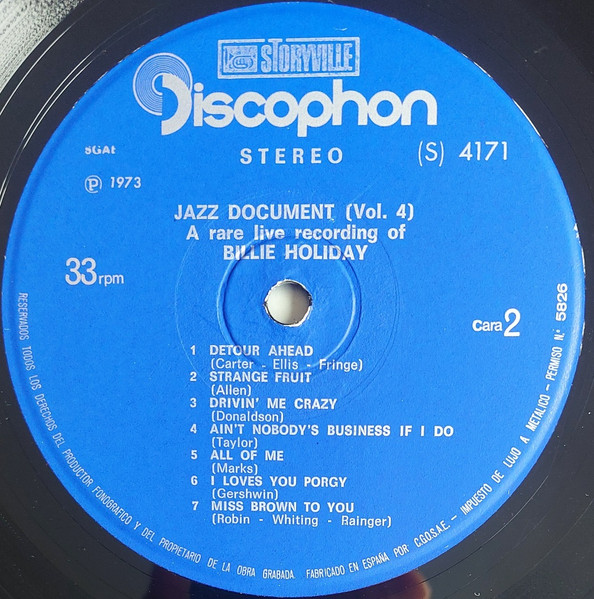 STORYVILLE
Discophon
STEREO
(S) 4171
SGAE
℗ 1973
JAZZ DOCUMENT (Vol. 4)
A rare live recording of
BILLIE HOLIDAY
33 rpm
Cara 2
1 DETOUR AHEAD
(Carter - Ellis - Fringe)
2 STRANGE FRUIT
(Allen)
3 DRIVIN' ME CRAZY
(Donaldson)
4 AIN'T NOBODY'S BUSINESS IF I DO
(Taylor)
5 ALL OF ME
(Marks)
6 I LOVES YOU PORGY
(Gershwin)
7 MISS BROWN TO YOU
(Robin - Whiting - Rainger)
RESERVADOS TODOS LOS DERECHOS DEL PRODUCTOR FONOGRAFICO Y DEL PROPIETARIO DE LA OBRA GRABADA. FABRICADO EN ESPAÑA POR C.G.O.S.A.E. - IMPUESTO DE LUJO A METALICO - PERMISO N.º 5826